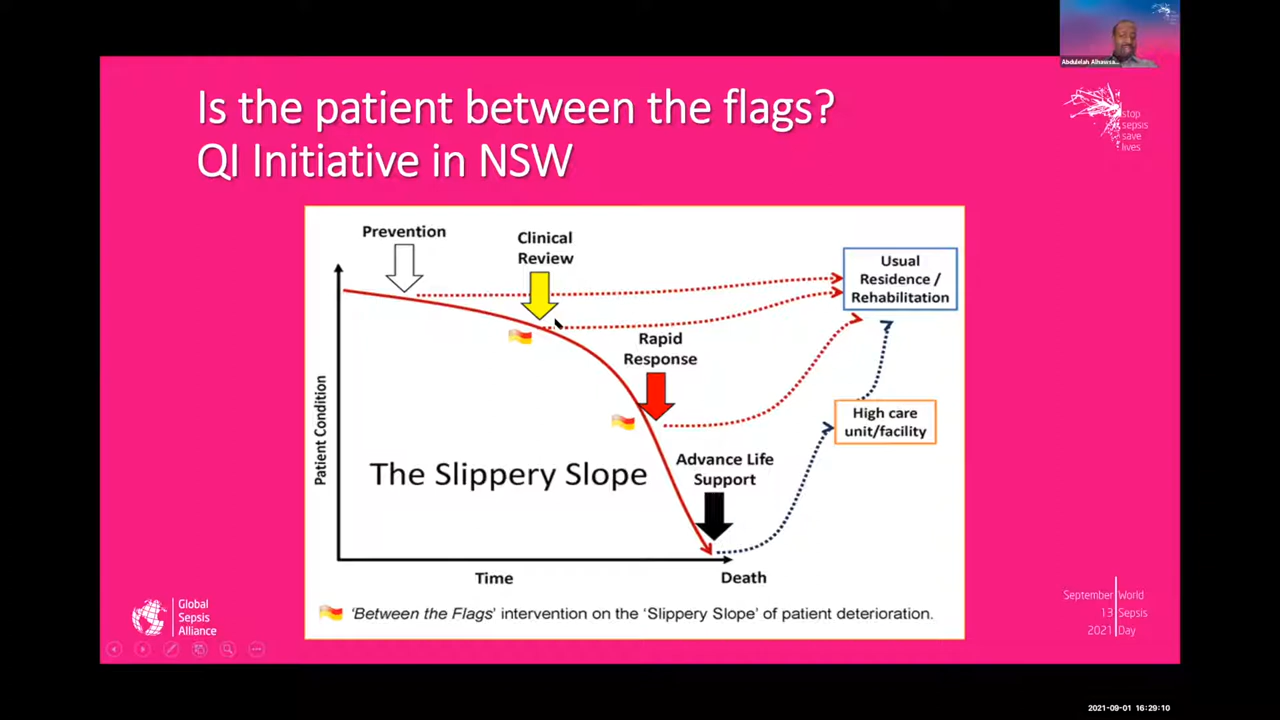 Abdulelah Alhawsa...
Is the patient between the flags?
QI Initiative in NSW
stop
sepsis
save
lives
Prevention
Clinical
Review
Usual
Residence /
Rehabilitation
Rapid
Response
High care
unit/facility
Patient Condition
The Slippery Slope
Advance Life
Support
Time
Death
'Between the Flags' intervention on the 'Slippery Slope' of patient deterioration.
Global
Sepsis
Alliance
September World
13 Sepsis
2021 Day
2021-09-01 16:29:10